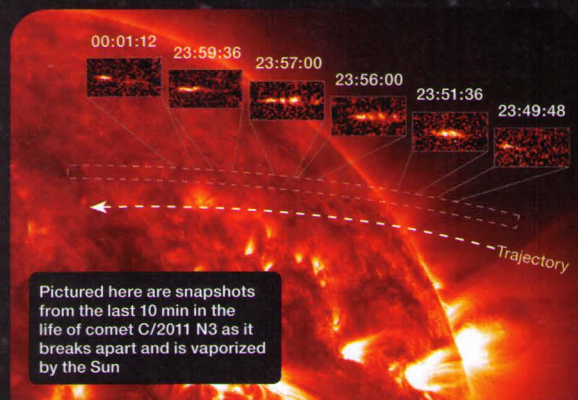 00:01:12
23:59:36
23:57:00
23:56:00
23:51:36
23:49:48
Trajectory
Pictured here are snapshots
from the last 10 min in the
life of comet C/2011 N3 as it
breaks apart and is vaporized
by the Sun